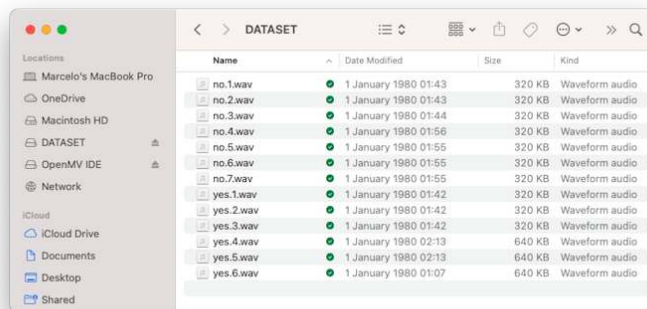 DATASET
Locations
Marcelo's MacBook Pro
OneDrive
Macintosh HD
DATASET
OpenMV IDE
Network
iCloud
iCloud Drive
Documents
Desktop
Shared
Name Date Modified Size Kind
no.1.wav 1 January 1980 01:43 320 KB Waveform audio
no.2.wav 1 January 1980 01:43 320 KB Waveform audio
no.3.wav 1 January 1980 01:44 320 KB Waveform audio
no.4.wav 1 January 1980 01:56 320 KB Waveform audio
no.5.wav 1 January 1980 01:55 320 KB Waveform audio
no.6.wav 1 January 1980 01:55 320 KB Waveform audio
no.7.wav 1 January 1980 01:55 320 KB Waveform audio
yes.1.wav 1 January 1980 01:42 320 KB Waveform audio
yes.2.wav 1 January 1980 01:42 320 KB Waveform audio
yes.3.wav 1 January 1980 01:42 320 KB Waveform audio
yes.4.wav 1 January 1980 02:13 640 KB Waveform audio
yes.5.wav 1 January 1980 02:13 640 KB Waveform audio
yes.6.wav 1 January 1980 01:07 640 KB Waveform audio